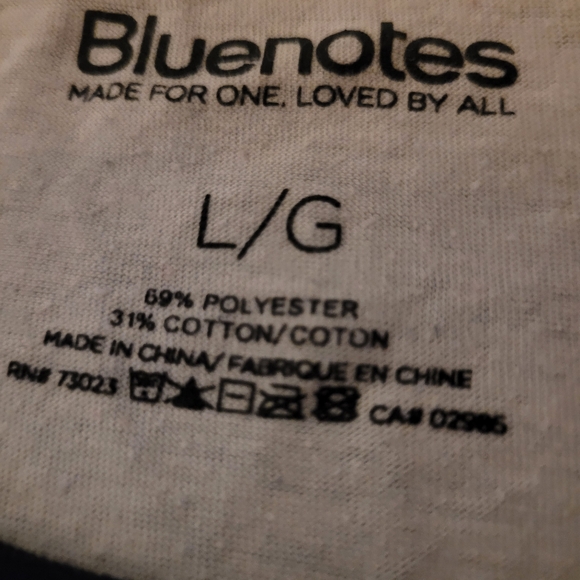 Bluenotes
MADE FOR ONE, LOVED BY ALL
L/G
69% POLYESTER
31% COTTON/COTON
MADE IN CHINA/FABRIQUE EN CHINE
RN# 73023 CA# 02985